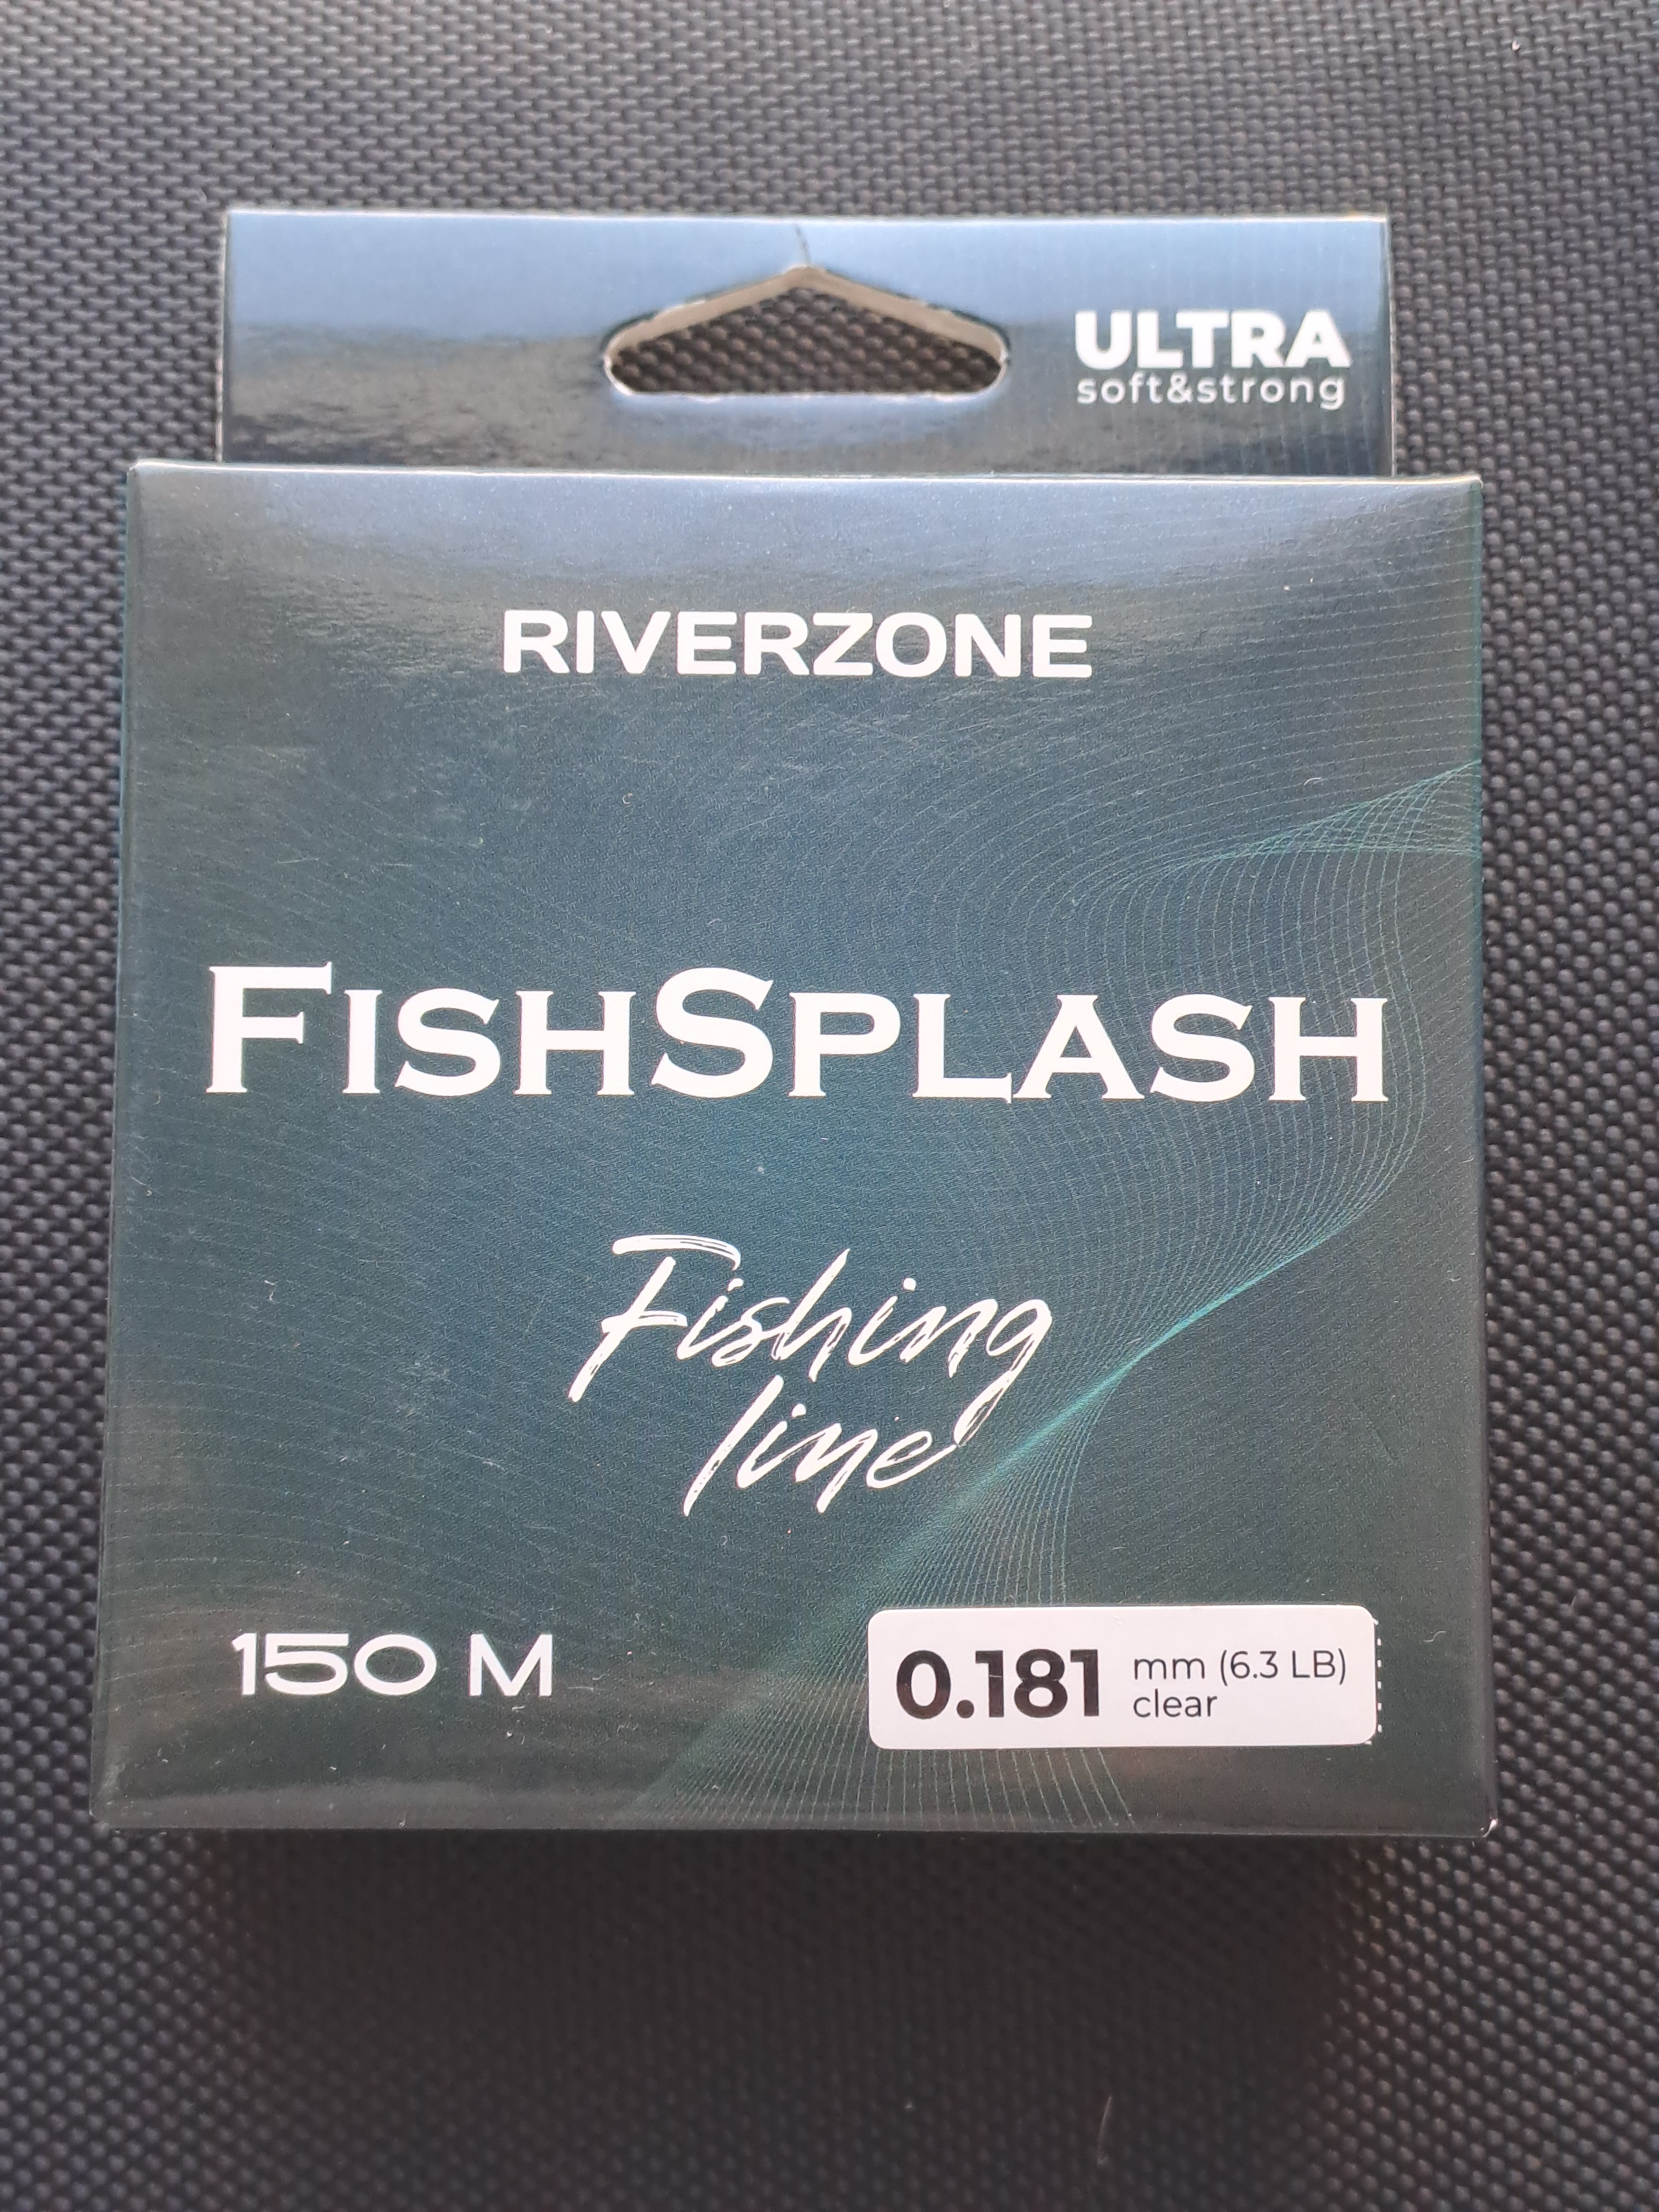 ULTRA
soft&strong
RIVERZONE
FISHSPLASH
Fishing
line
150 M
0.181 mm (6.3 LB)
clear